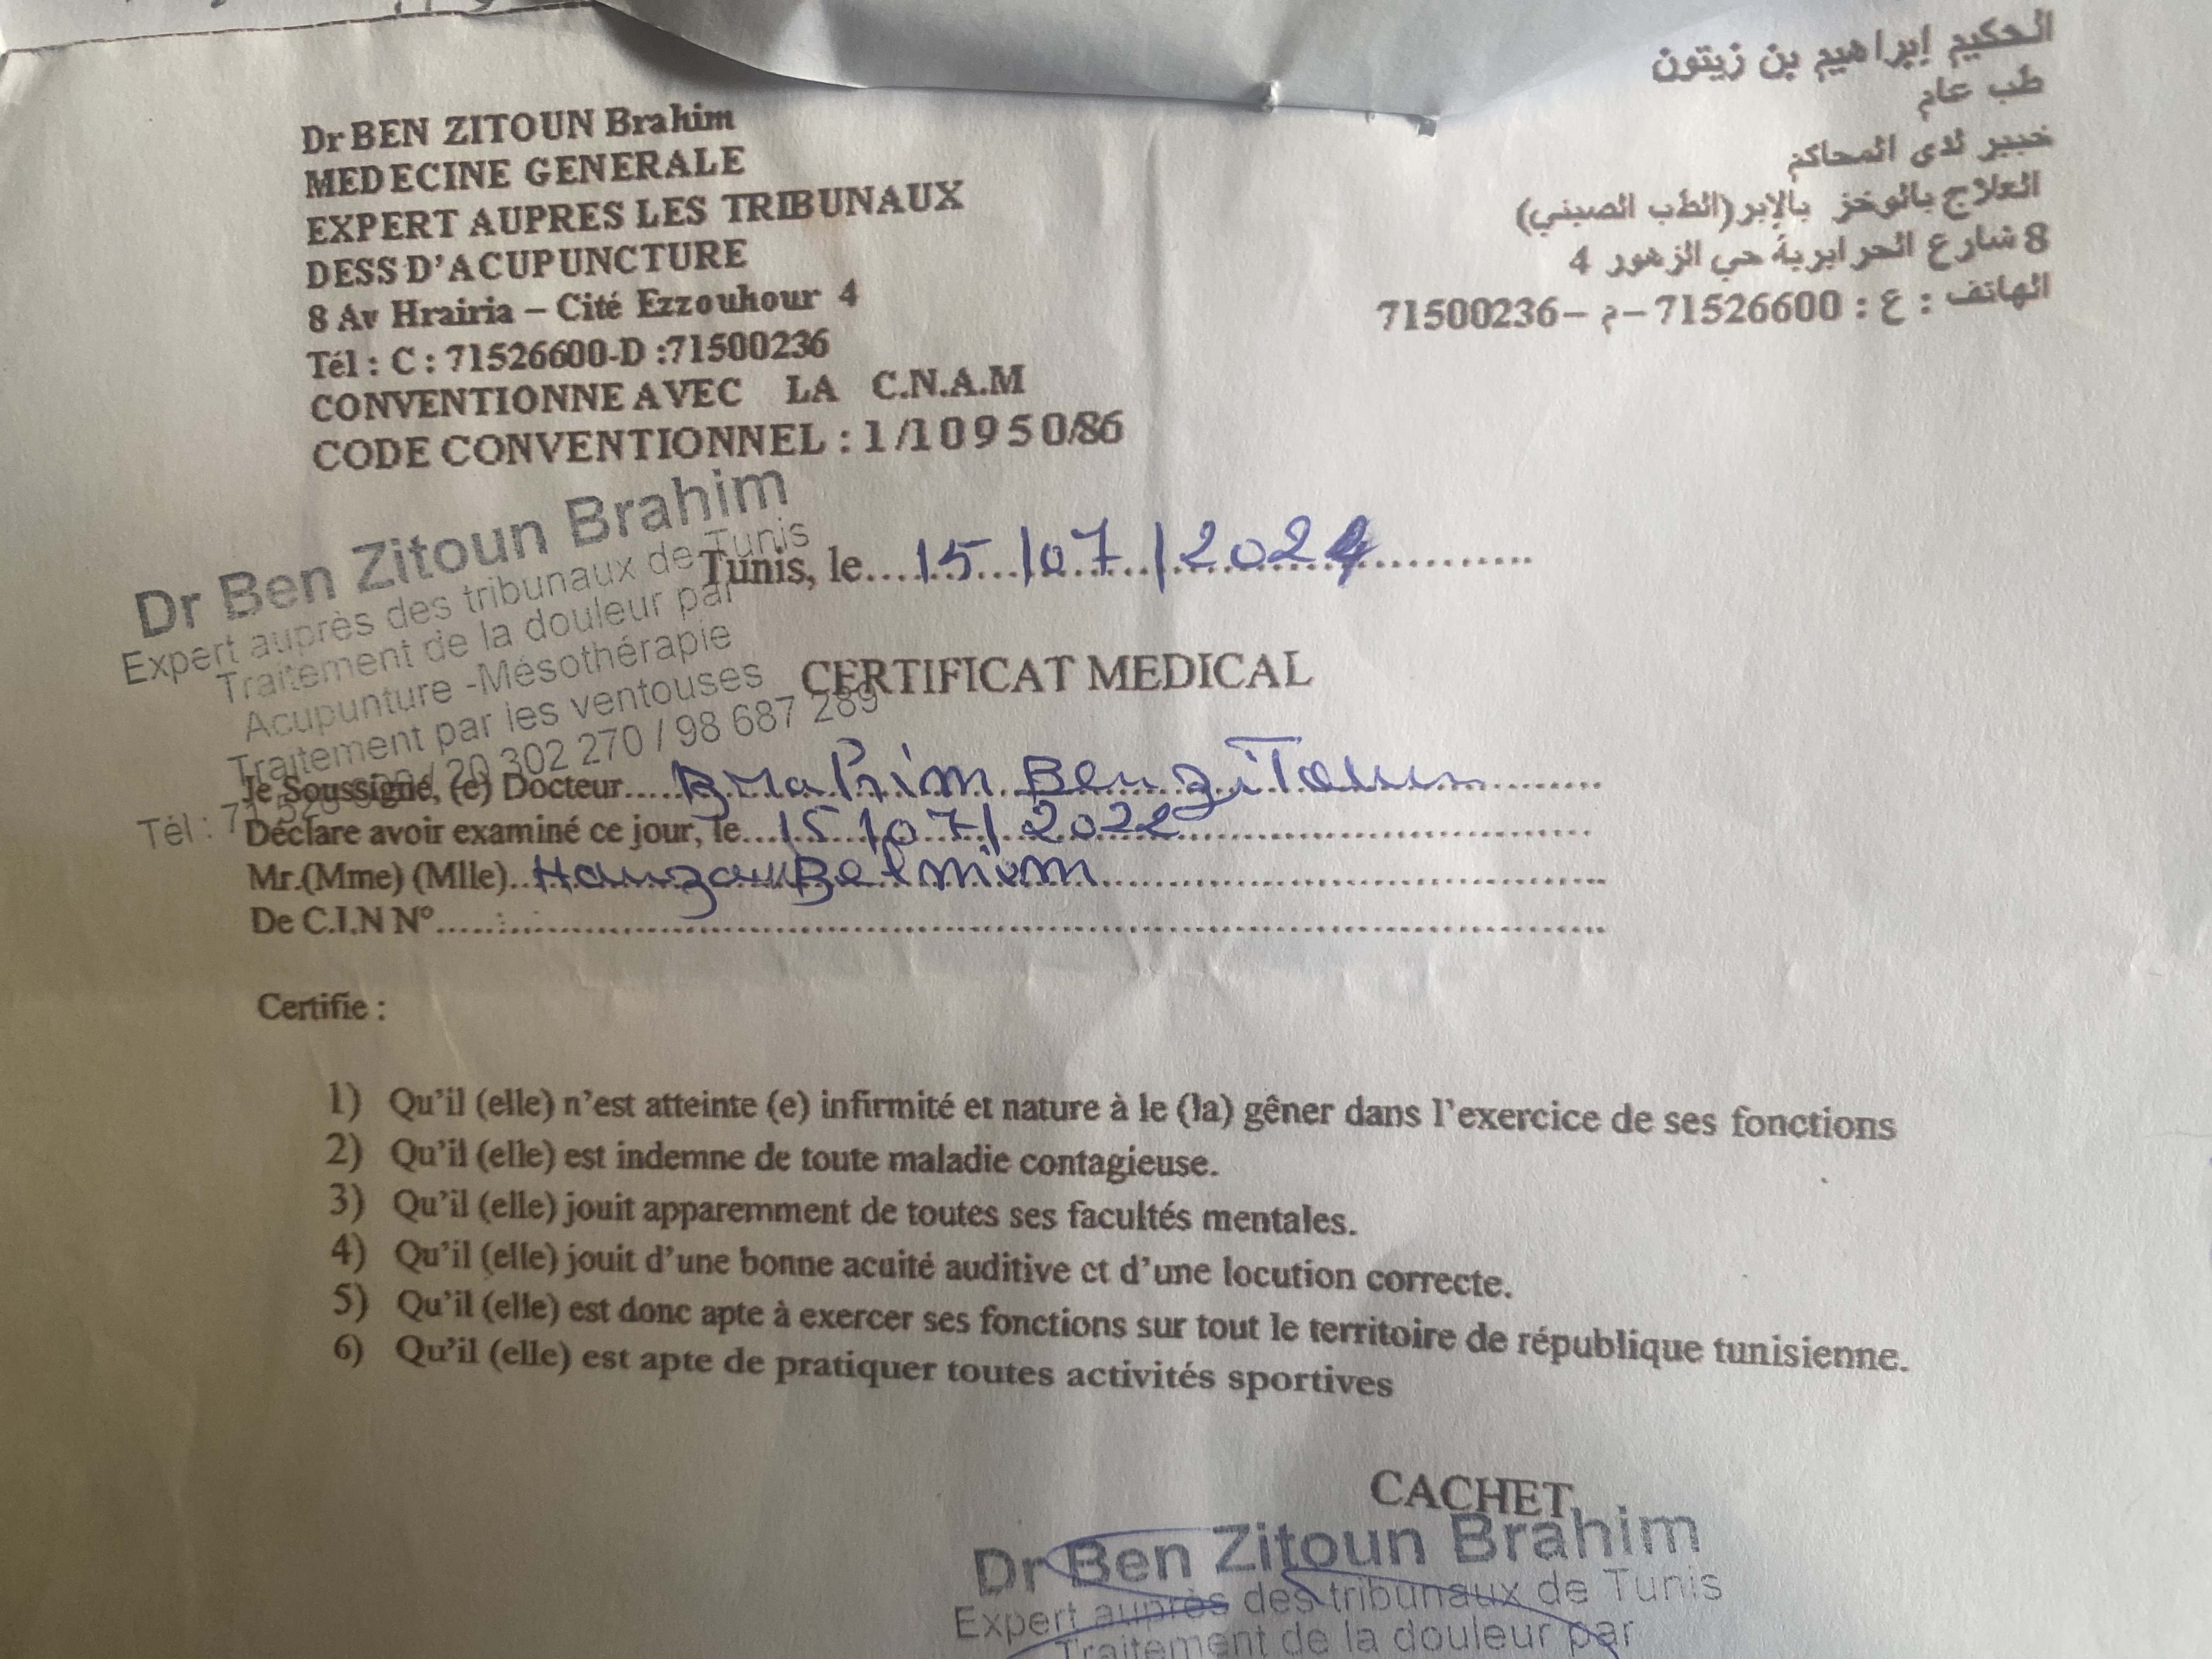 Dr BEN ZITOUN Brahim
MEDECINE GENERALE
EXPERT AUPRES LES TRIBUNAUX
DESS D'ACUPUNCTURE
8 Av Hrairia – Cité Ezzouhour 4
Tél : C : 71526600-D :71500236
CONVENTIONNE AVEC LA C.N.A.M
CODE CONVENTIONNEL : 1/10950/86
الحكيم إبراهيم بن زيتون
طب عام
خبير لدى المحاكم
العلاج بالوخز بالإبر (الطب الصيني)
8 شارع الحرايرية حي الزهور 4
الهاتف : ع : 71526600 – م – 71500236
Dr Ben Zitoun Brahim
Expert auprès des tribunaux de Tunis
Traitement de la douleur par
Acupunture -Mésothérapie
Traitement par les ventouses
/ 20 302 270 / 98 687 289
Tél : 71
Tunis, le....15/07/2024..........
CERTIFICAT MEDICAL
Je Soussigné, (e) Docteur.....Brahim Ben Zitoun..........
Déclare avoir examiné ce jour, le...15/07/2022..........
Mr.(Mme) (Mlle)..
De C.I.N N°..........
Certifie :
1) Qu'il (elle) n'est atteinte (e) infirmité et nature à le (la) gêner dans l'exercice de ses fonctions
2) Qu'il (elle) est indemne de toute maladie contagieuse.
3) Qu'il (elle) jouit apparemment de toutes ses facultés mentales.
4) Qu'il (elle) jouit d'une bonne acuité auditive et d'une locution correcte.
5) Qu'il (elle) est donc apte à exercer ses fonctions sur tout le territoire de république tunisienne.
6) Qu'il (elle) est apte de pratiquer toutes activités sportives
CACHET
Dr Ben Zitoun Brahim
Expert auprès des tribunaux de Tunis
Traitement de la douleur par